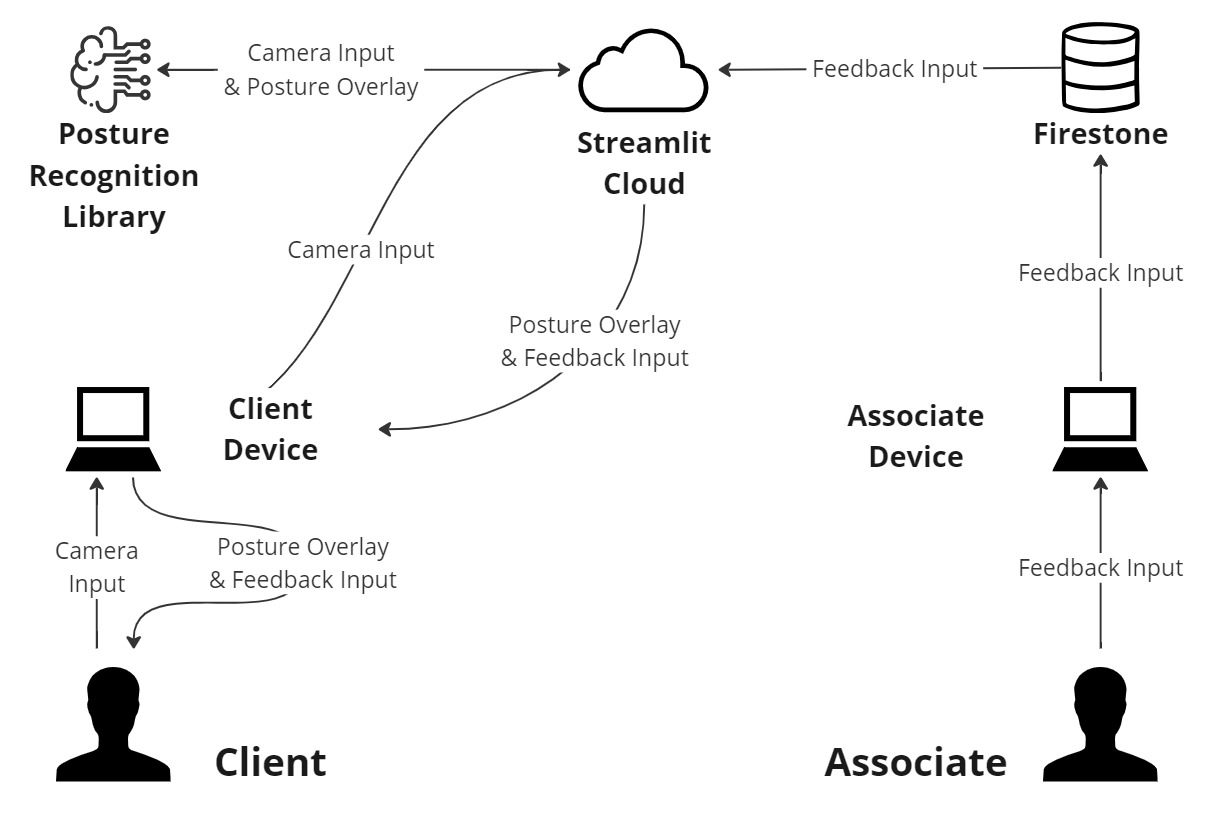 Camera Input
& Posture Overlay
Feedback Input
Posture
Recognition
Library
Streamlit
Cloud
Firestone
Camera Input
Feedback Input
Posture Overlay
& Feedback Input
Client
Device
Associate
Device
Camera
Input
Posture Overlay
& Feedback Input
Feedback Input
Client
Associate